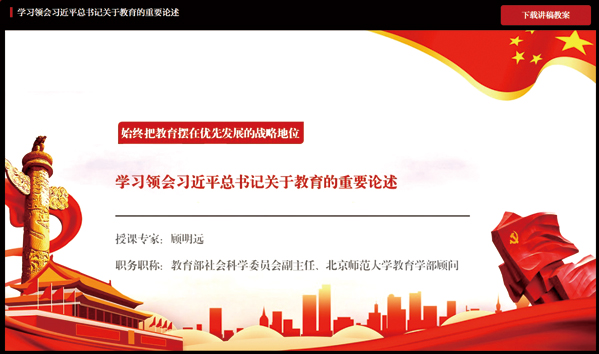 学习领会习近平总书记关于教育的重要论述
下载讲稿教案
始终把教育摆在优先发展的战略地位
学习领会习近平总书记关于教育的重要论述
授课专家：顾明远
职务职称：教育部社会科学委员会副主任、北京师范大学教育学部顾问